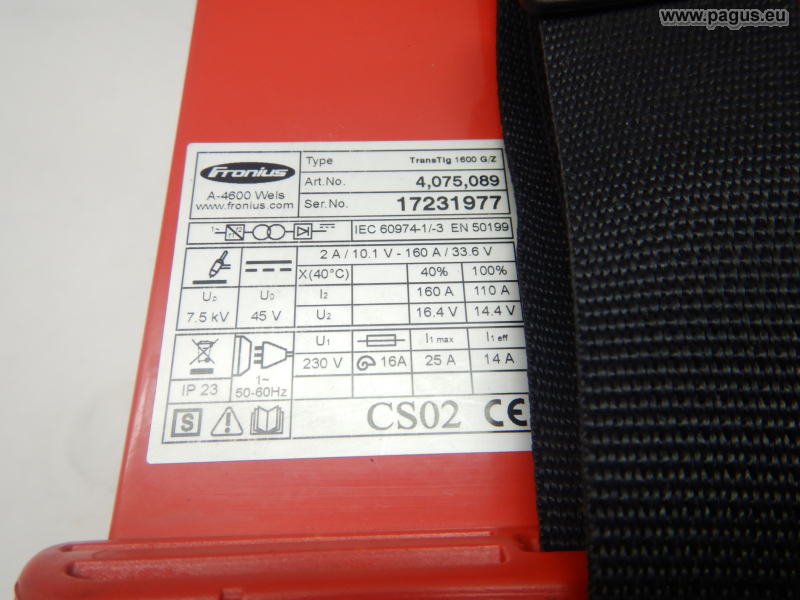 www.pagus.eu
Fronius
A-4600 Wels
www.fronius.com
Type TransTig 1600 G/Z
Art.No. 4,075,089
Ser.No. 17231977
1~
IEC 60974-1/-3 EN 50199
2 A / 10.1 V - 160 A / 33.6 V
X(40°C) 40% 100%
Up U0 I2 160 A 110 A
7.5 kV 45 V U2 16.4 V 14.4 V
U1 I1 max I1 eff
230 V 16A 25 A 14 A
IP 23 1~
50-60Hz
S CS02 CE